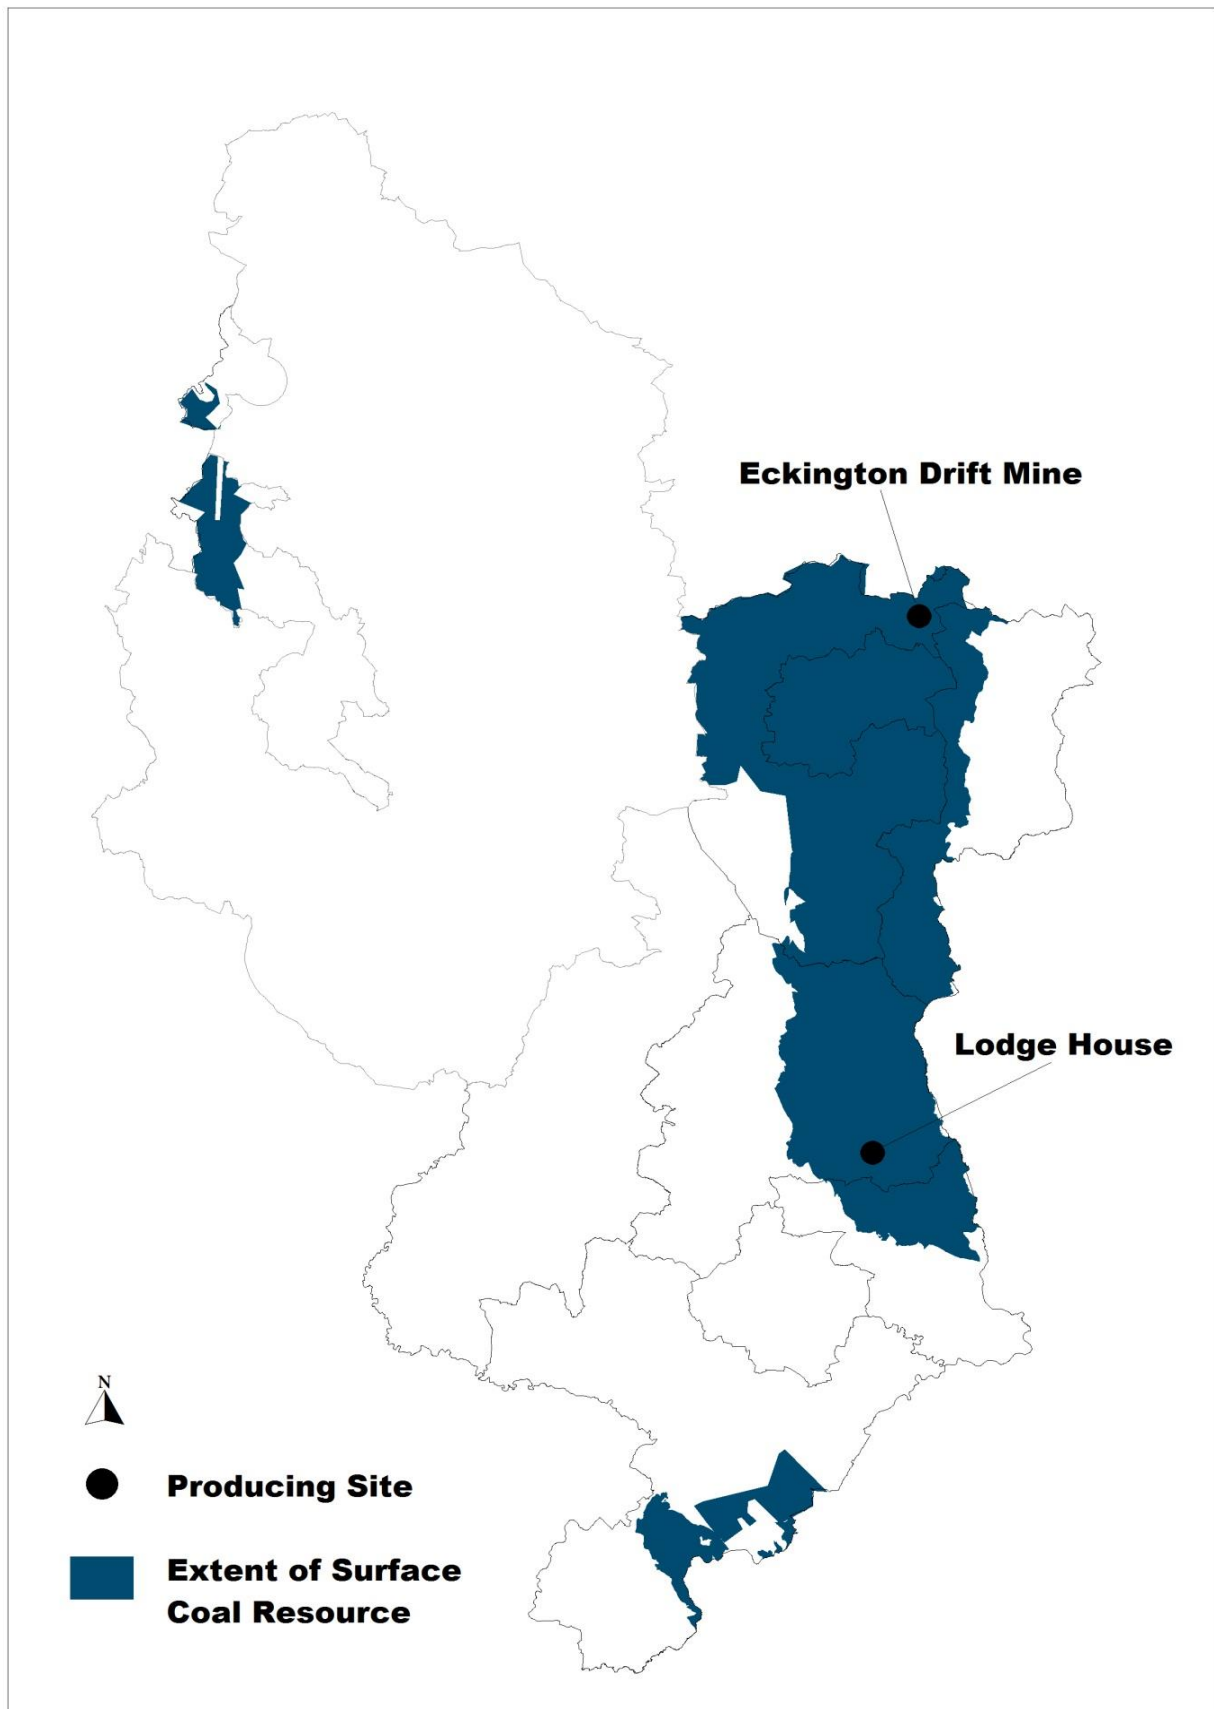 Eckington Drift Mine
Lodge House
N
Producing Site
Extent of Surface
Coal Resource